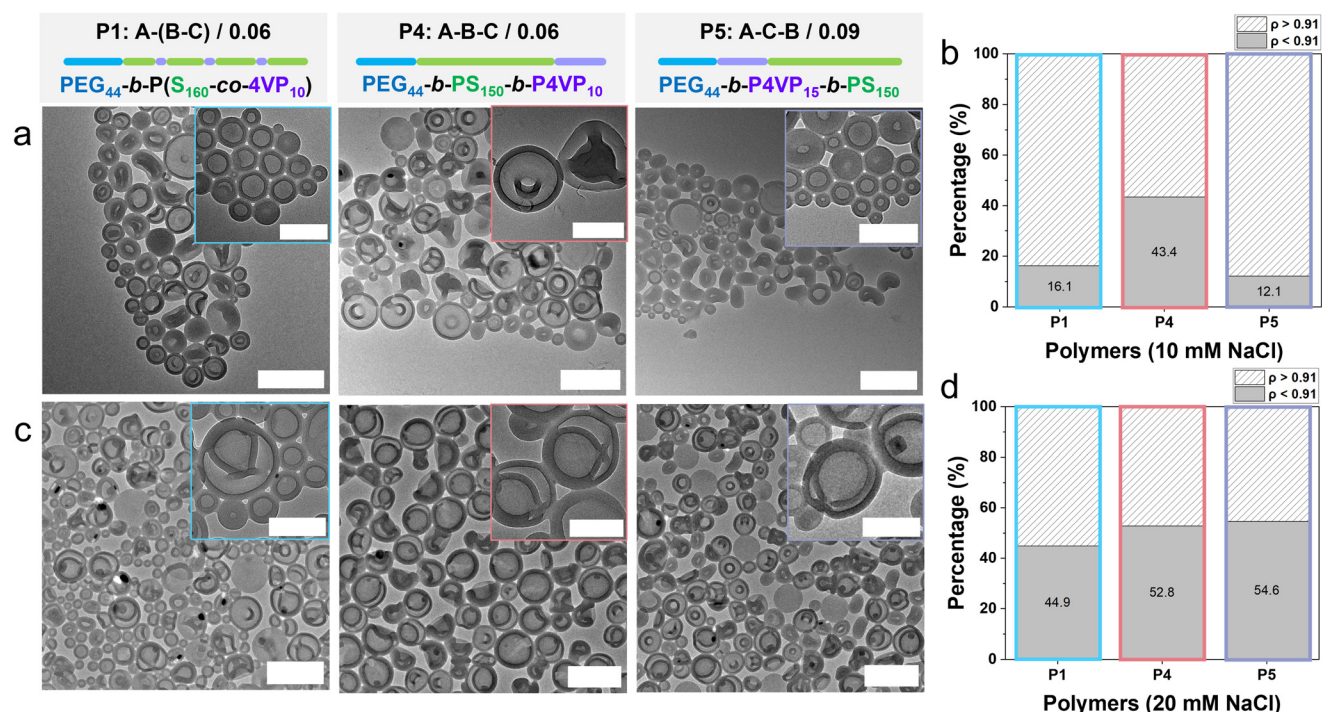 P1: A-(B-C) / 0.06
PEG44-b-P(S160-co-4VP10)
P4: A-B-C / 0.06
PEG44-b-PS150-b-P4VP10
P5: A-C-B / 0.09
PEG44-b-P4VP15-b-PS150
a
c
b
ρ > 0.91
ρ < 0.91
Percentage (%)
100
80
60
40
20
0
16.1
43.4
12.1
P1
P4
P5
Polymers (10 mM NaCl)
d
ρ > 0.91
ρ < 0.91
Percentage (%)
100
80
60
40
20
0
44.9
52.8
54.6
P1
P4
P5
Polymers (20 mM NaCl)